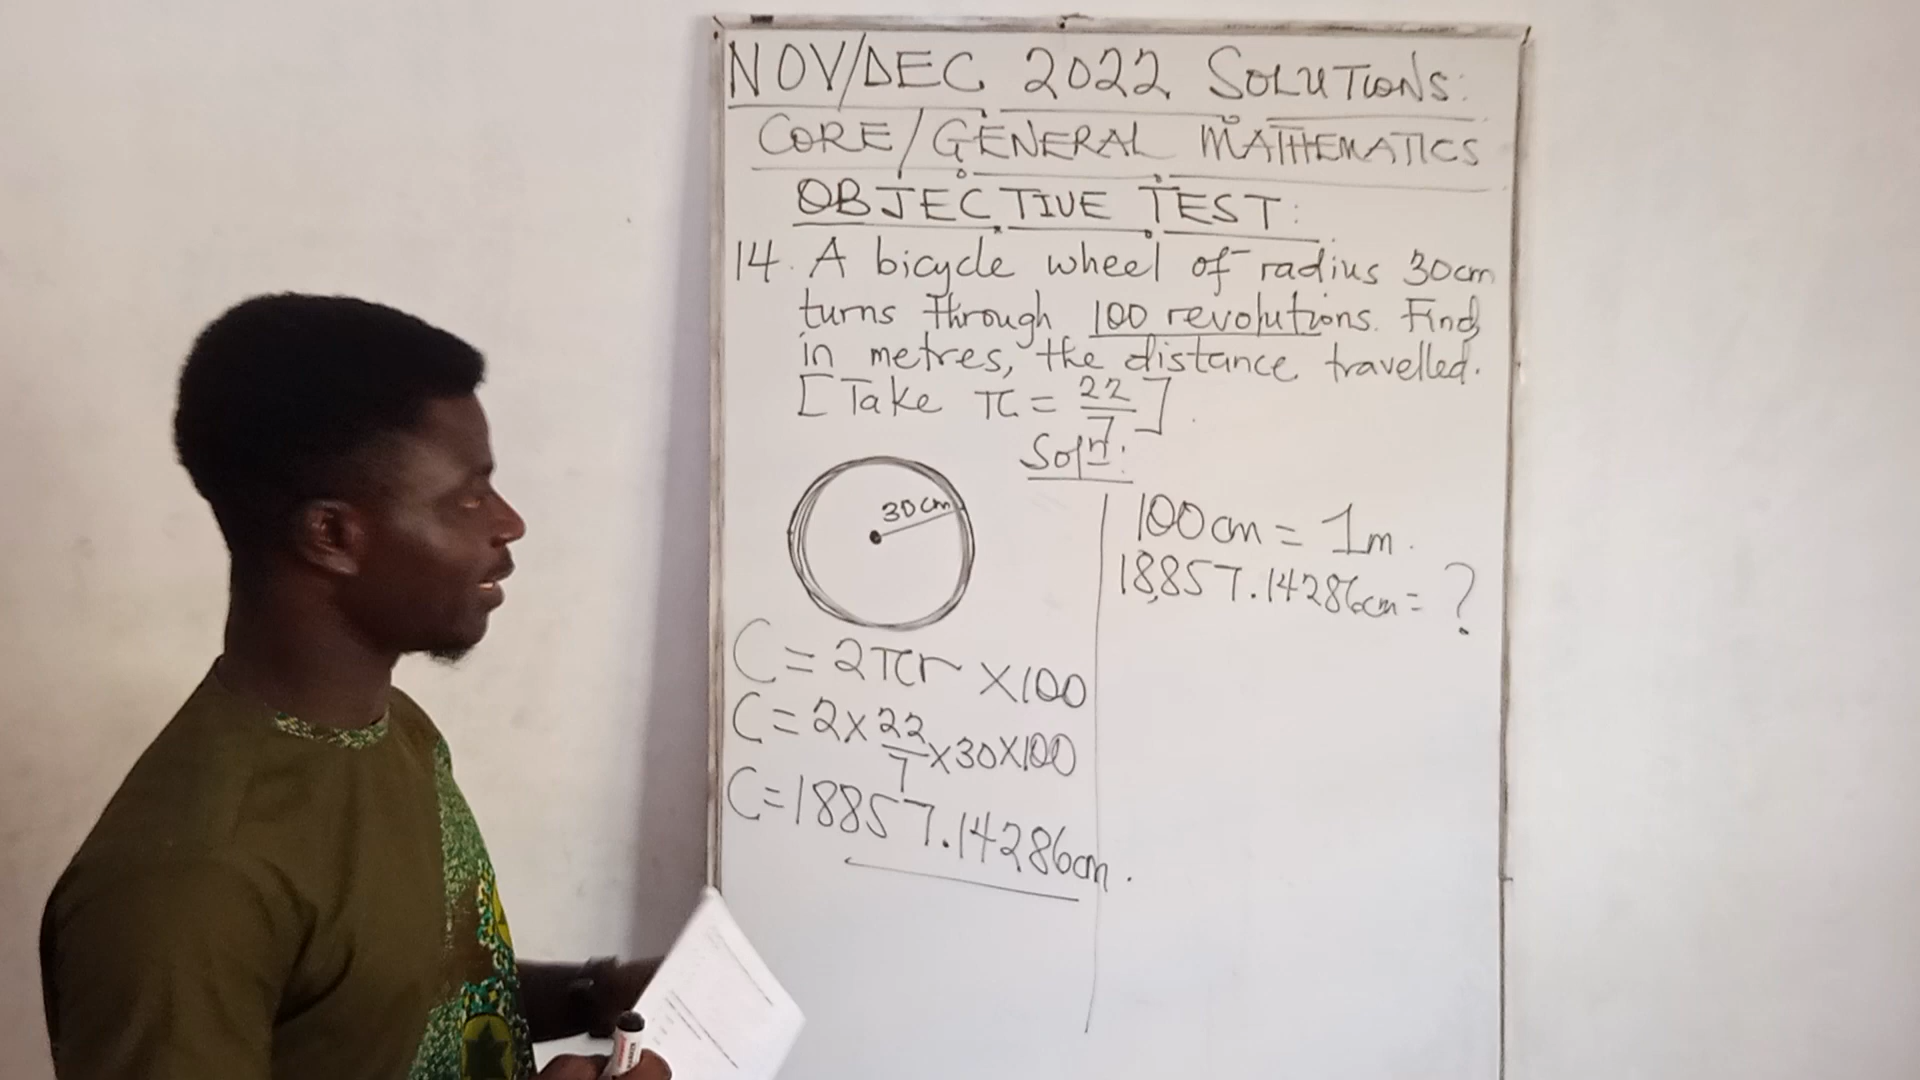 NOV/DEC 2022 SOLUTIONS:
CORE/GENERAL MATHEMATICS
OBJECTIVE TEST:
14. A bicycle wheel of radius 30cm
turns through 100 revolutions. Find,
in metres, the distance travelled.
[Take π = 22/7].
Soln:
30cm
C = 2πr ×100
C = 2× 22/7 ×30×100
C = 18857.14286cm.
100cm = 1m.
18,857.14286cm = ?